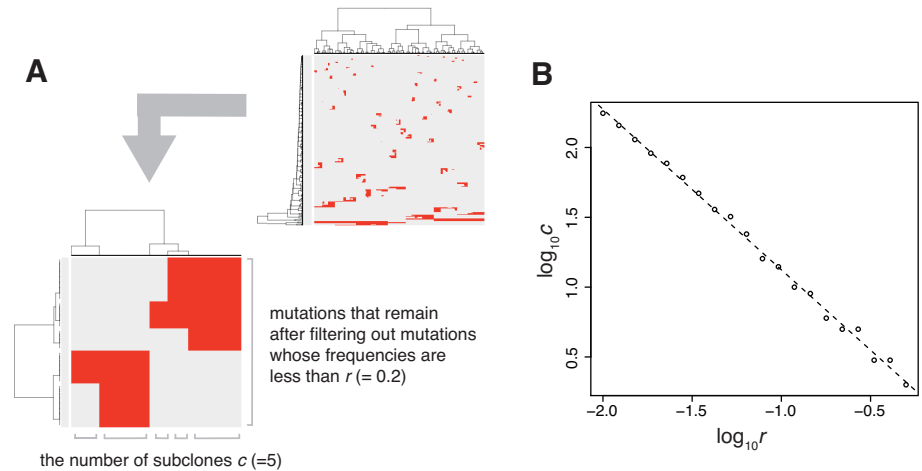 A
mutations that remain
after filtering out mutations
whose frequencies are
less than r (= 0.2)
the number of subclones c (=5)
B
log₁₀c
2.0
1.5
1.0
0.5
-2.0 -1.5 -1.0 -0.5
log₁₀r